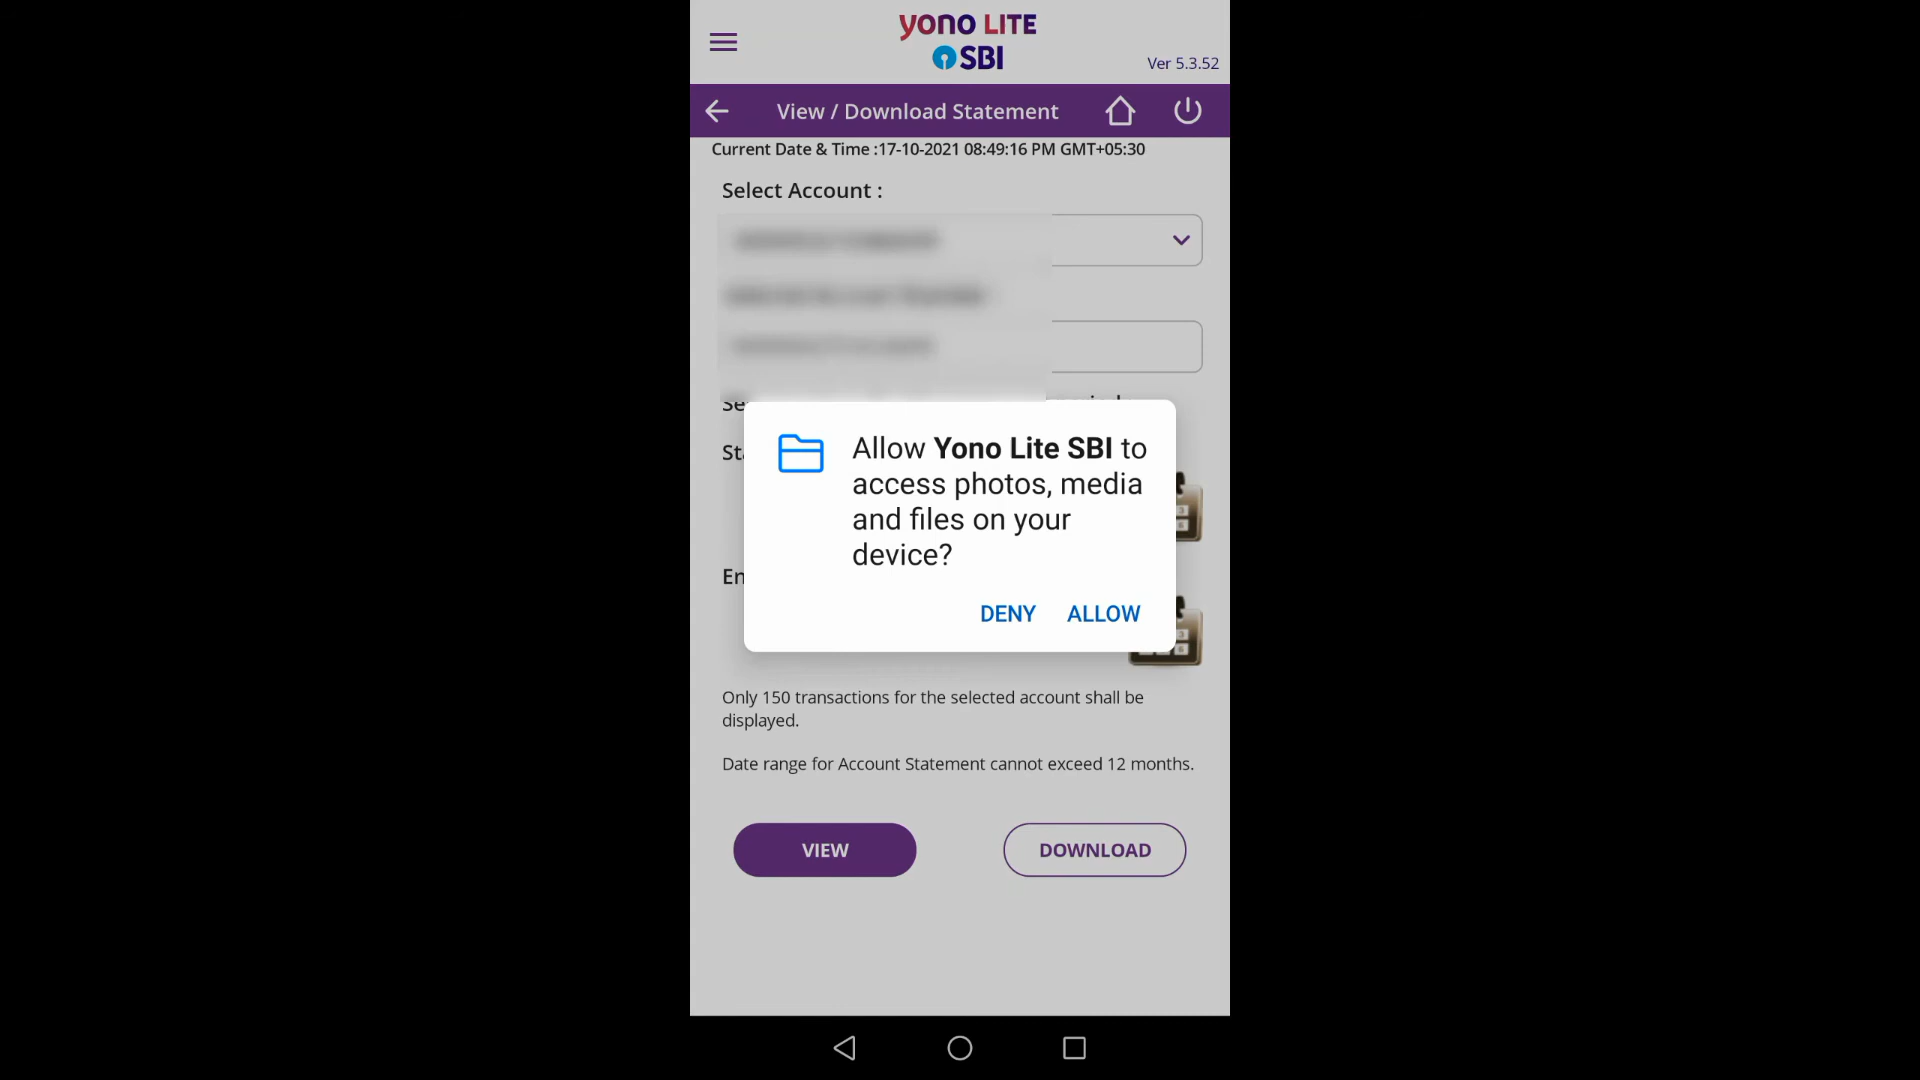 yono LITE
SBI
Ver 5.3.52
View / Download Statement
Current Date & Time :17-10-2021 08:49:16 PM GMT+05:30
Select Account :
Allow Yono Lite SBI to
access photos, media
and files on your
device?
DENY ALLOW
Only 150 transactions for the selected account shall be
displayed.
Date range for Account Statement cannot exceed 12 months.
VIEW
DOWNLOAD